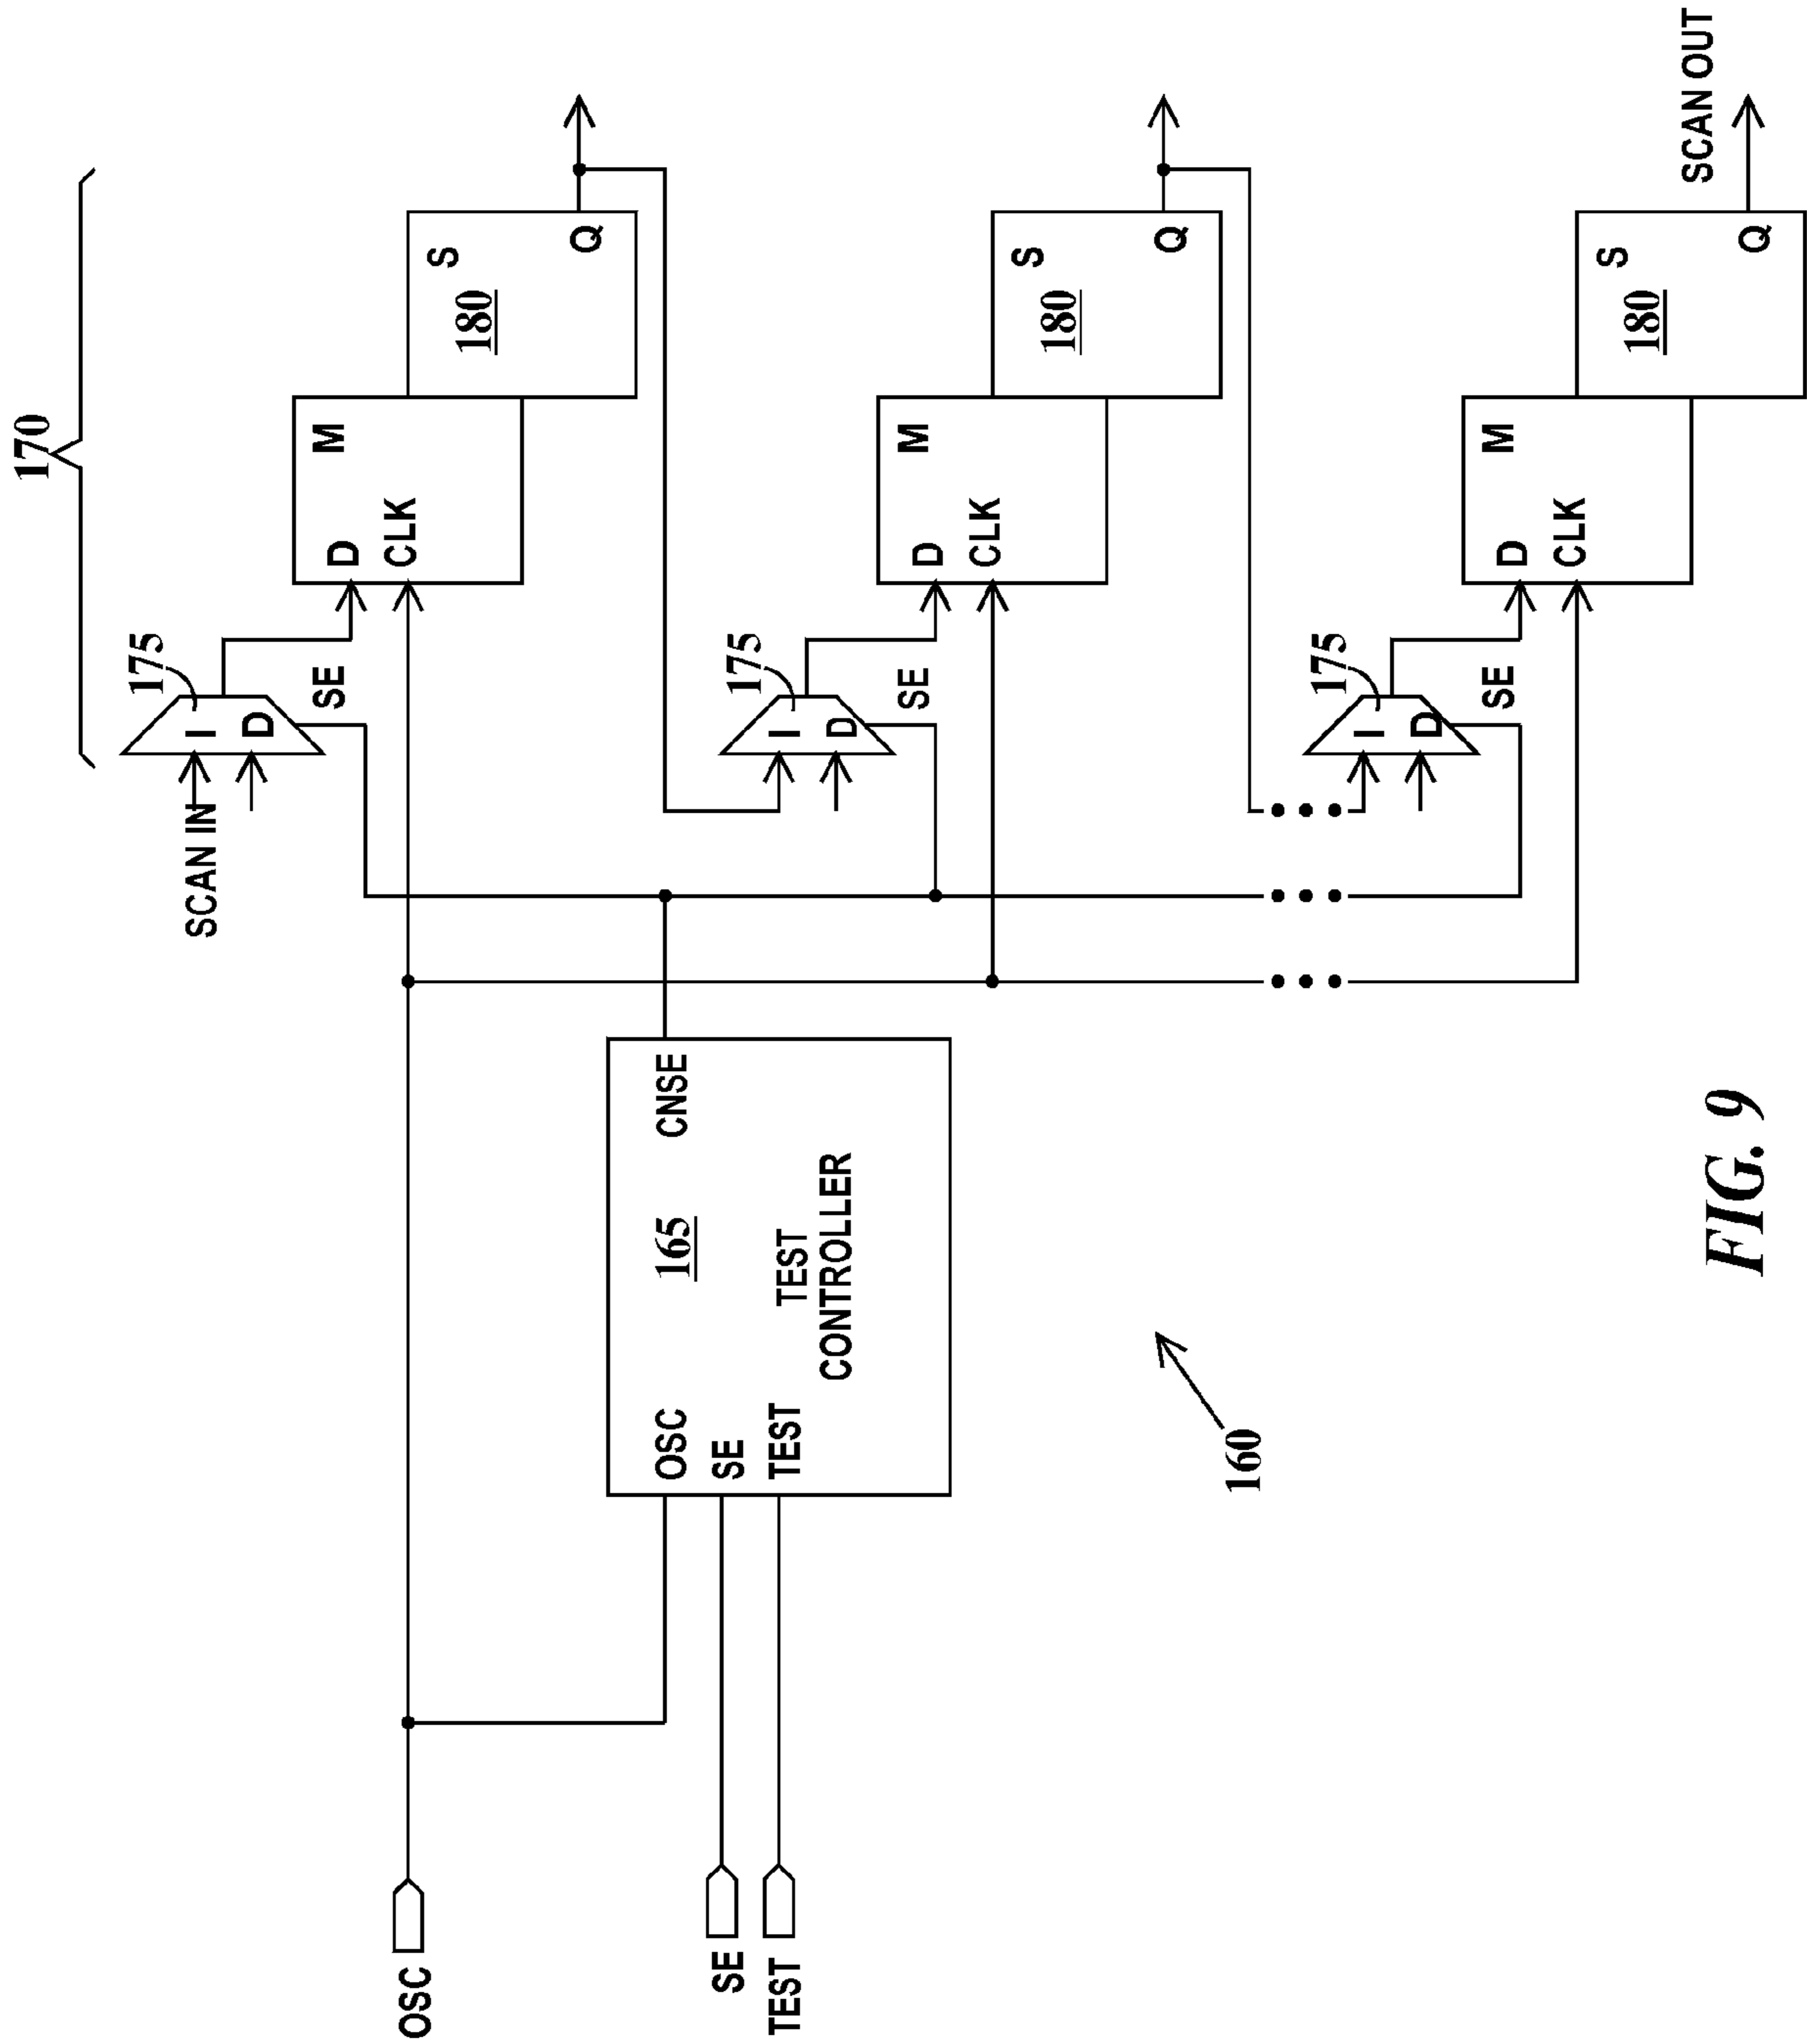 170
SCAN IN
I
D
175
SE
D
CLK
M
S
180
Q
I
D
175
SE
D
CLK
M
S
180
Q
I
D
175
SE
D
CLK
M
S
180
Q
SCAN OUT
OSC
SE
TEST
OSC
SE
TEST
165
TEST
CONTROLLER
CNSE
160
FIG. 9